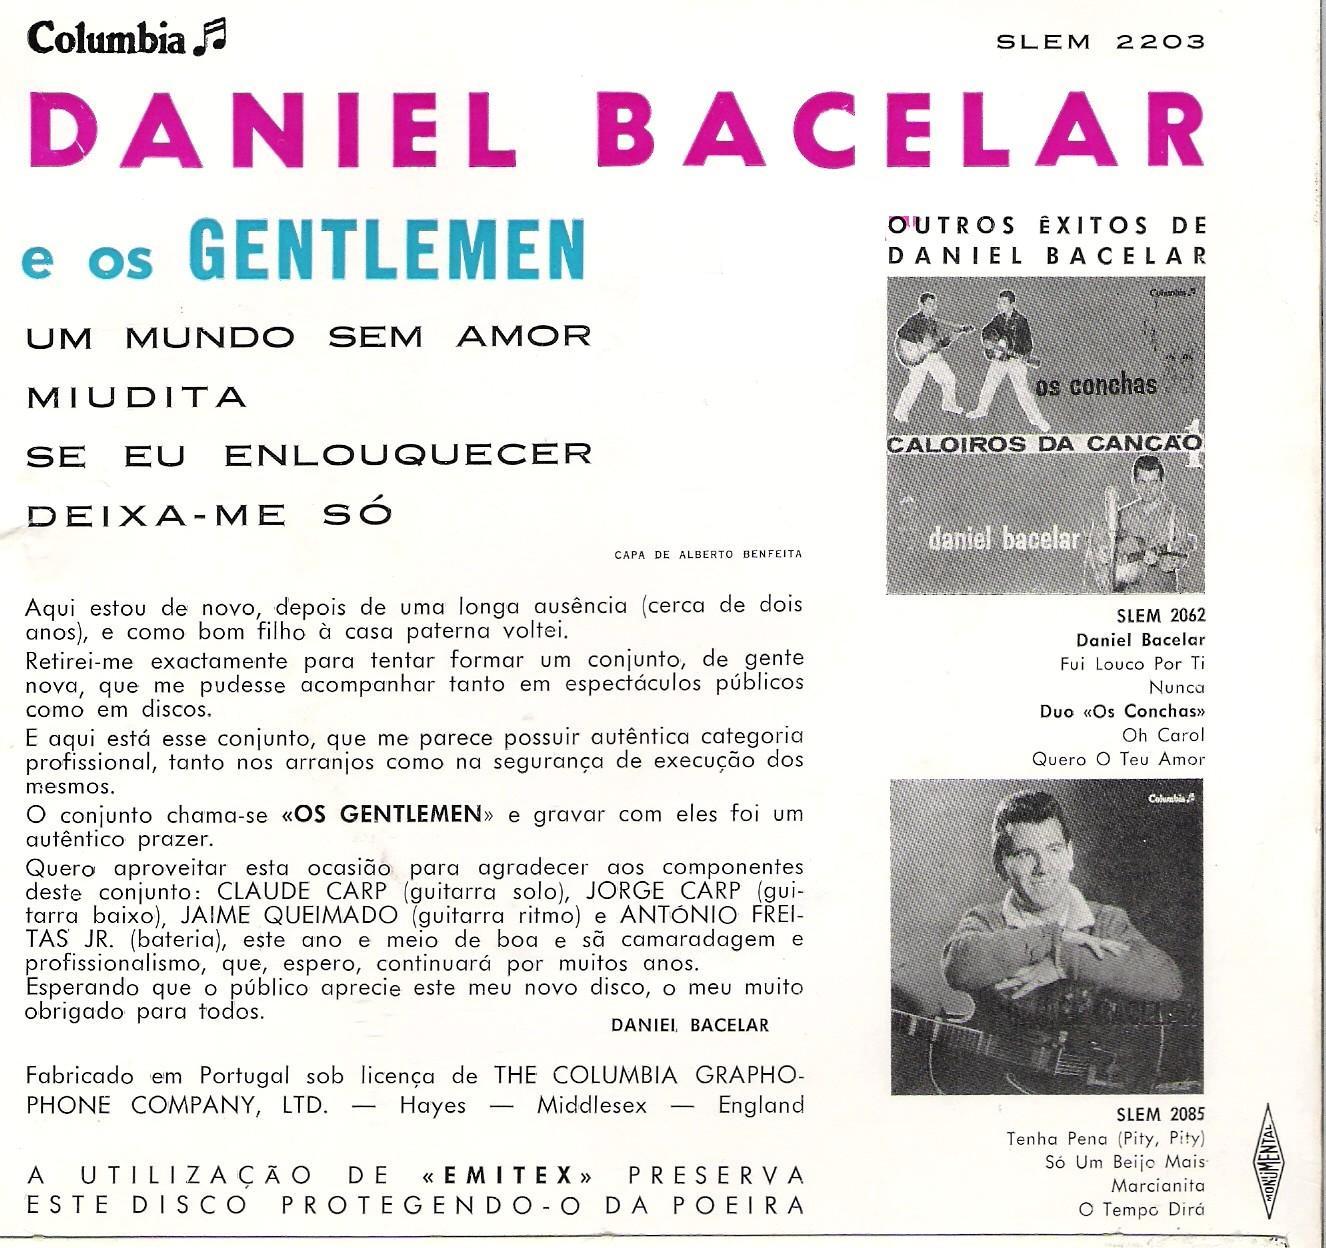 Columbia
SLEM 2203
DANIEL BACELAR
e os GENTLEMEN
UM MUNDO SEM AMOR
MIUDITA
SE EU ENLOUQUECER
DEIXA-ME SÓ
CAPA DE ALBERTO BENFEITA
Aqui estou de novo, depois de uma longa ausência (cerca de dois
anos), e como bom filho à casa paterna voltei.
Retirei-me exactamente para tentar formar um conjunto, de gente
nova, que me pudesse acompanhar tanto em espectáculos públicos
como em discos.
E aqui está esse conjunto, que me parece possuir autêntica categoria
profissional, tanto nos arranjos como na segurança de execução dos
mesmos.
O conjunto chama-se «OS GENTLEMEN» e gravar com eles foi um
autêntico prazer.
Quero aproveitar esta ocasião para agradecer aos componentes
deste conjunto: CLAUDE CARP (guitarra solo), JORGE CARP (gui-
tarra baixo), JAIME QUEIMADO (guitarra ritmo) e ANTÓNIO FREI-
TAS JR. (bateria), este ano e meio de boa e sã camaradagem e
profissionalismo, que, espero, continuará por muitos anos.
Esperando que o público aprecie este meu novo disco, o meu muito
obrigado para todos.
DANIEL BACELAR
Fabricado em Portugal sob licença de THE COLUMBIA GRAPHO-
PHONE COMPANY, LTD. — Hayes — Middlesex — England
A UTILIZAÇÃO DE «EMITEX» PRESERVA
ESTE DISCO PROTEGENDO-O DA POEIRA
OUTROS ÊXITOS DE
DANIEL BACELAR
Columbia
os conchas
CALOIROS DA CANÇÃO 1
daniel bacelar
SLEM 2062
Daniel Bacelar
Fui Louco Por Ti
Nunca
Duo «Os Conchas»
Oh Carol
Quero O Teu Amor
Columbia
SLEM 2085
Tenha Pena (Pity, Pity)
Só Um Beijo Mais
Marcianita
O Tempo Dirá
MONUMENTAL